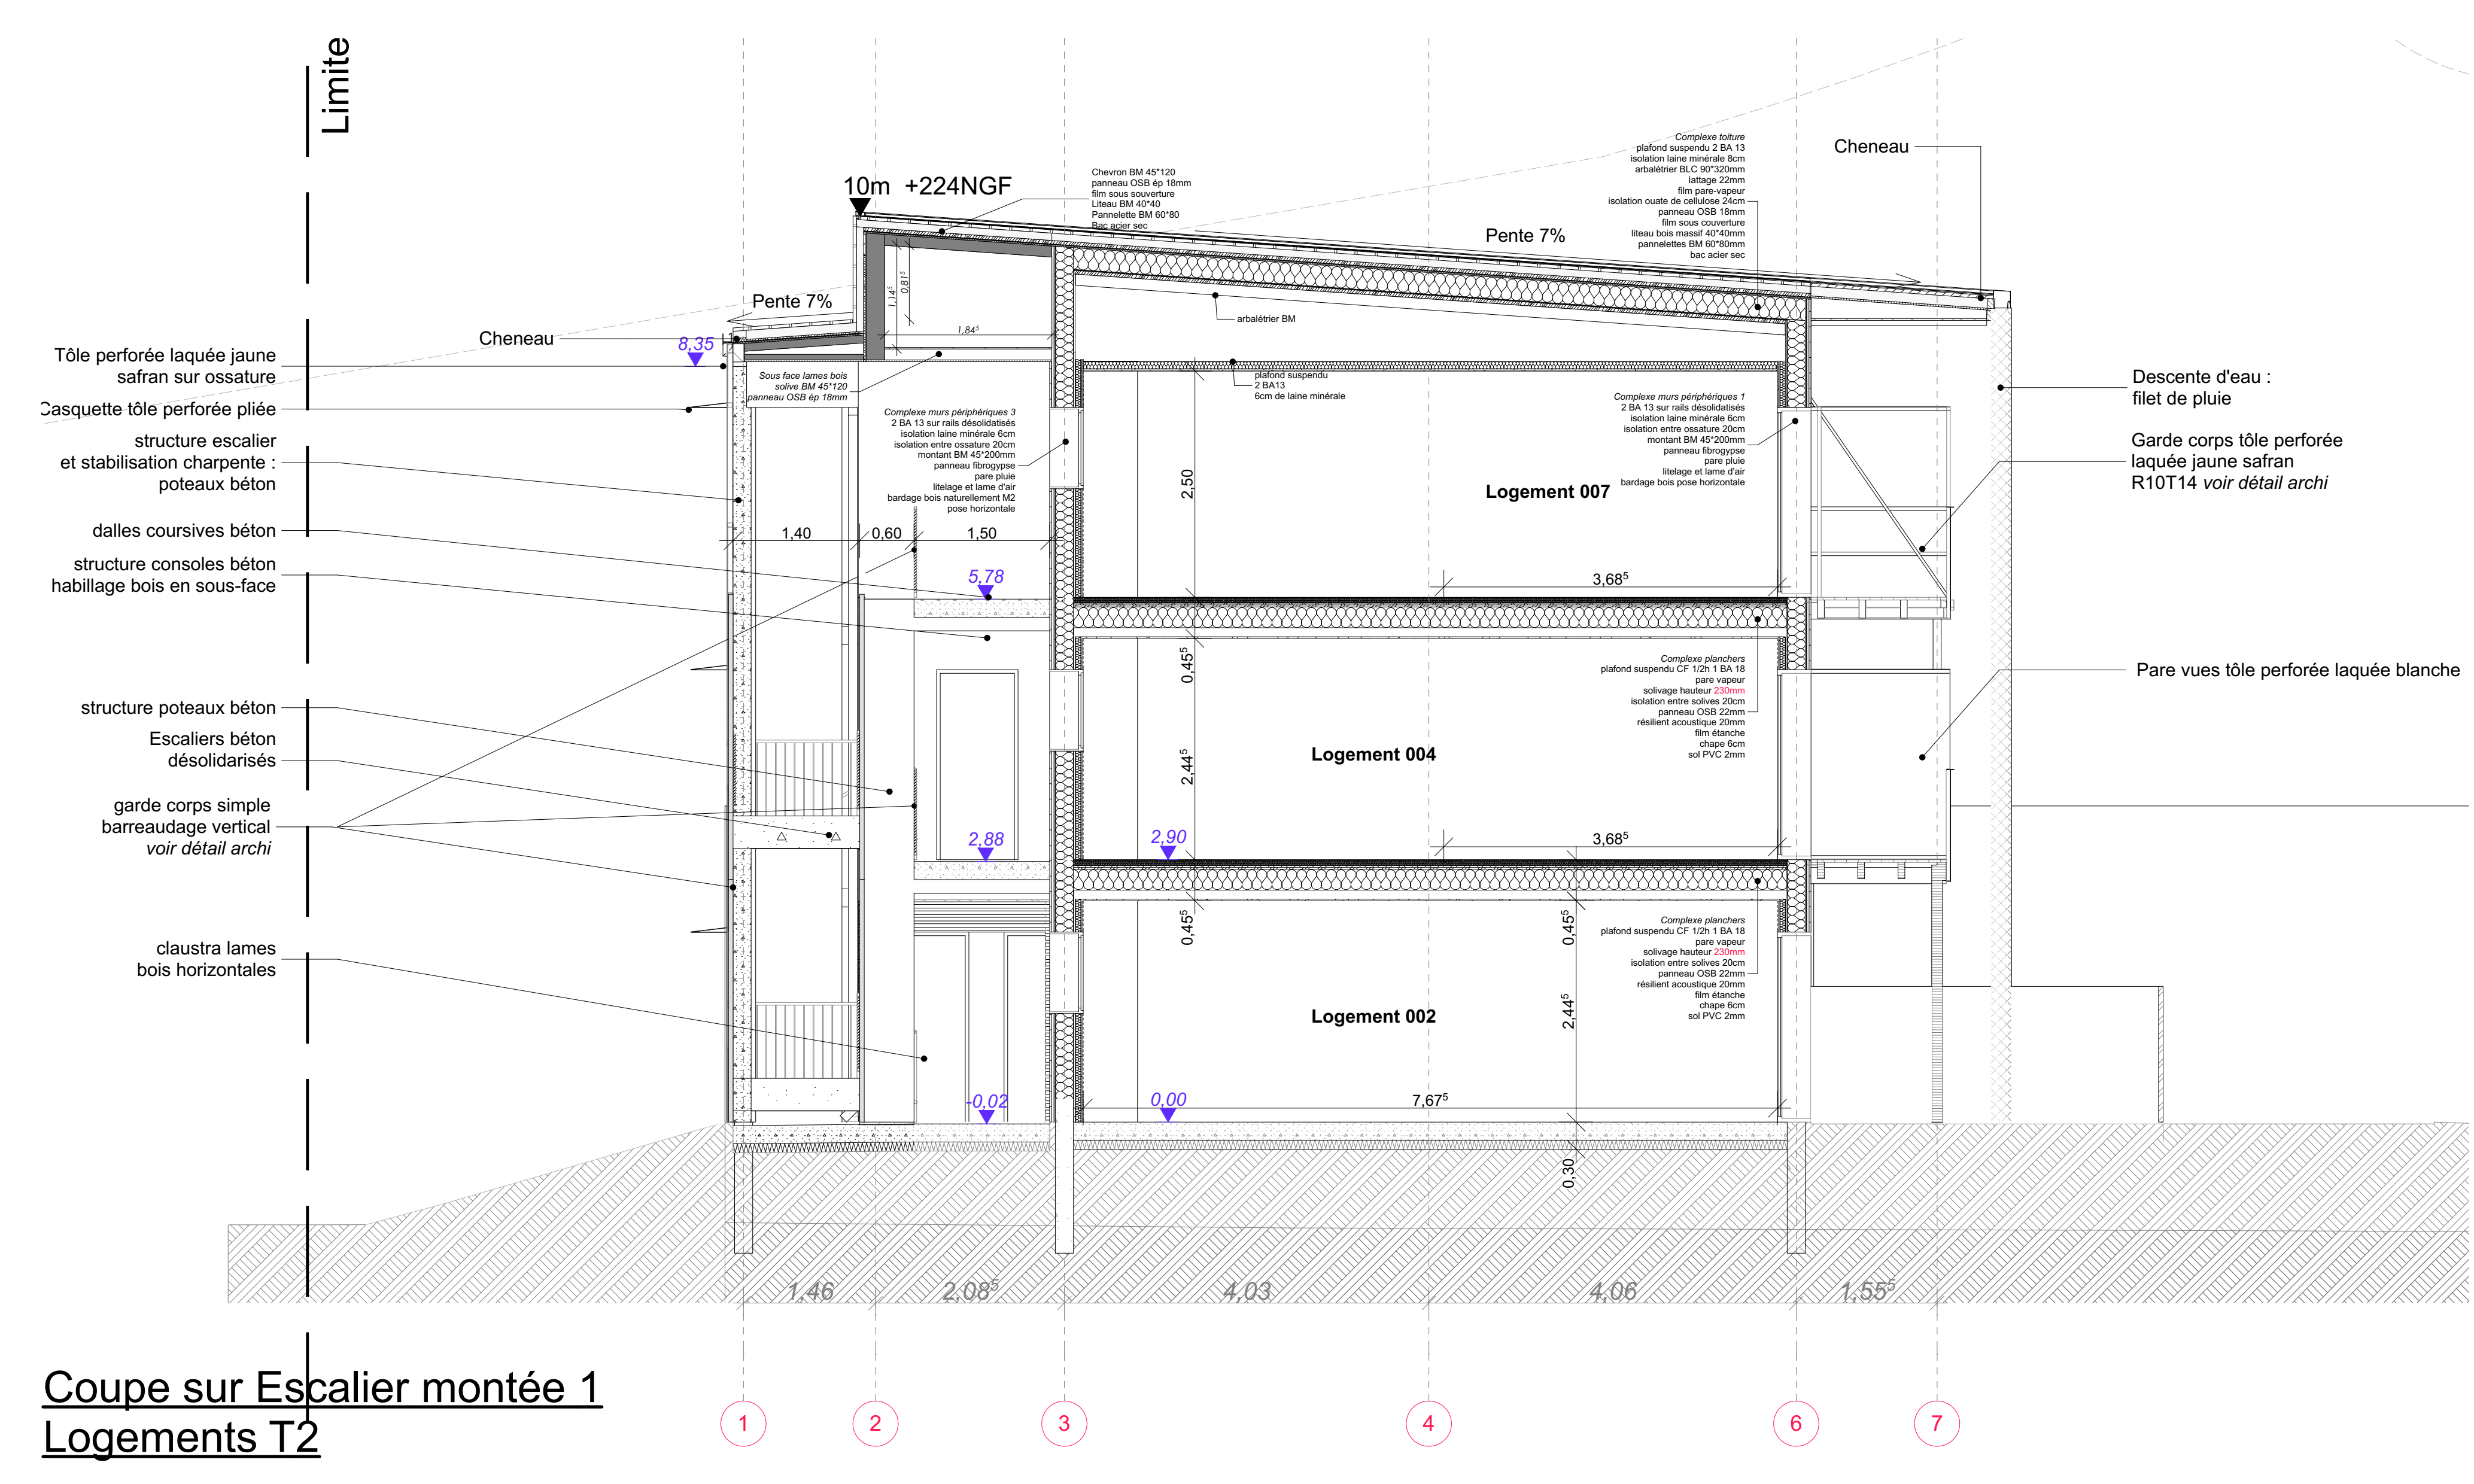 Limite
10m  +224NGF
Chevron BM 45*120
panneau OSB ép 18mm
film sous souverture
Liteau BM 40*40
Pannelette BM 60*80
Bac acier sec
Pente 7%
Complexe toiture
plafond suspendu 2 BA 13
isolation laine minérale 8cm
arbalétrier BLC 90*320mm
lattage 22mm
film pare-vapeur
isolation ouate de cellulose 24cm
panneau OSB 18mm
film sous couverture
liteau bois massif 40*40mm
pannelettes BM 60*80mm
bac acier sec
Cheneau
Pente 7%
Cheneau
8,35
1,14⁵
0,81⁵
1,84⁵
arbalétrier BM
Tôle perforée laquée jaune
safran sur ossature
Casquette tôle perforée pliée
structure escalier
et stabilisation charpente :
poteaux béton
dalles coursives béton
structure consoles béton
habillage bois en sous-face
structure poteaux béton
Escaliers béton
désolidarisés
garde corps simple
barreaudage vertical
voir détail archi
claustra lames
bois horizontales
Sous face lames bois
solive BM 45*120
panneau OSB ép 18mm
Complexe murs périphériques 3
2 BA 13 sur rails désolidatisés
isolation laine minérale 6cm
isolation entre ossature 20cm
montant BM 45*200mm
panneau fibrogypse
pare pluie
litelage et lame d'air
bardage bois naturellement M2
pose horizontale
plafond suspendu
2 BA13
6cm de laine minérale
Complexe murs périphériques 1
2 BA 13 sur rails désolidatisés
isolation laine minérale 6cm
isolation entre ossature 20cm
montant BM 45*200mm
panneau fibrogypse
pare pluie
litelage et lame d'air
bardage bois pose horizontale
Descente d'eau :
filet de pluie
Garde corps tôle perforée
laquée jaune safran
R10T14 voir détail archi
Pare vues tôle perforée laquée blanche
2,50
Logement 007
1,40
0,60
1,50
5,78
3,68⁵
0,45⁵
Complexe planchers
plafond suspendu CF 1/2h 1 BA 18
pare vapeur
solivage hauteur 230mm
isolation entre solives 20cm
panneau OSB 22mm
résilient acoustique 20mm
film étanche
chape 6cm
sol PVC 2mm
Logement 004
2,44⁵
2,88
2,90
3,68⁵
0,45⁵
0,45⁵
Complexe planchers
plafond suspendu CF 1/2h 1 BA 18
pare vapeur
solivage hauteur 230mm
isolation entre solives 20cm
panneau OSB 22mm
résilient acoustique 20mm
film étanche
chape 6cm
sol PVC 2mm
Logement 002
2,44⁵
-0,02
0,00
7,67⁵
0,30
1,46
2,08⁵
4,03
4,06
1,55⁵
Coupe sur Escalier montée 1
Logements T2
1
2
3
4
6
7